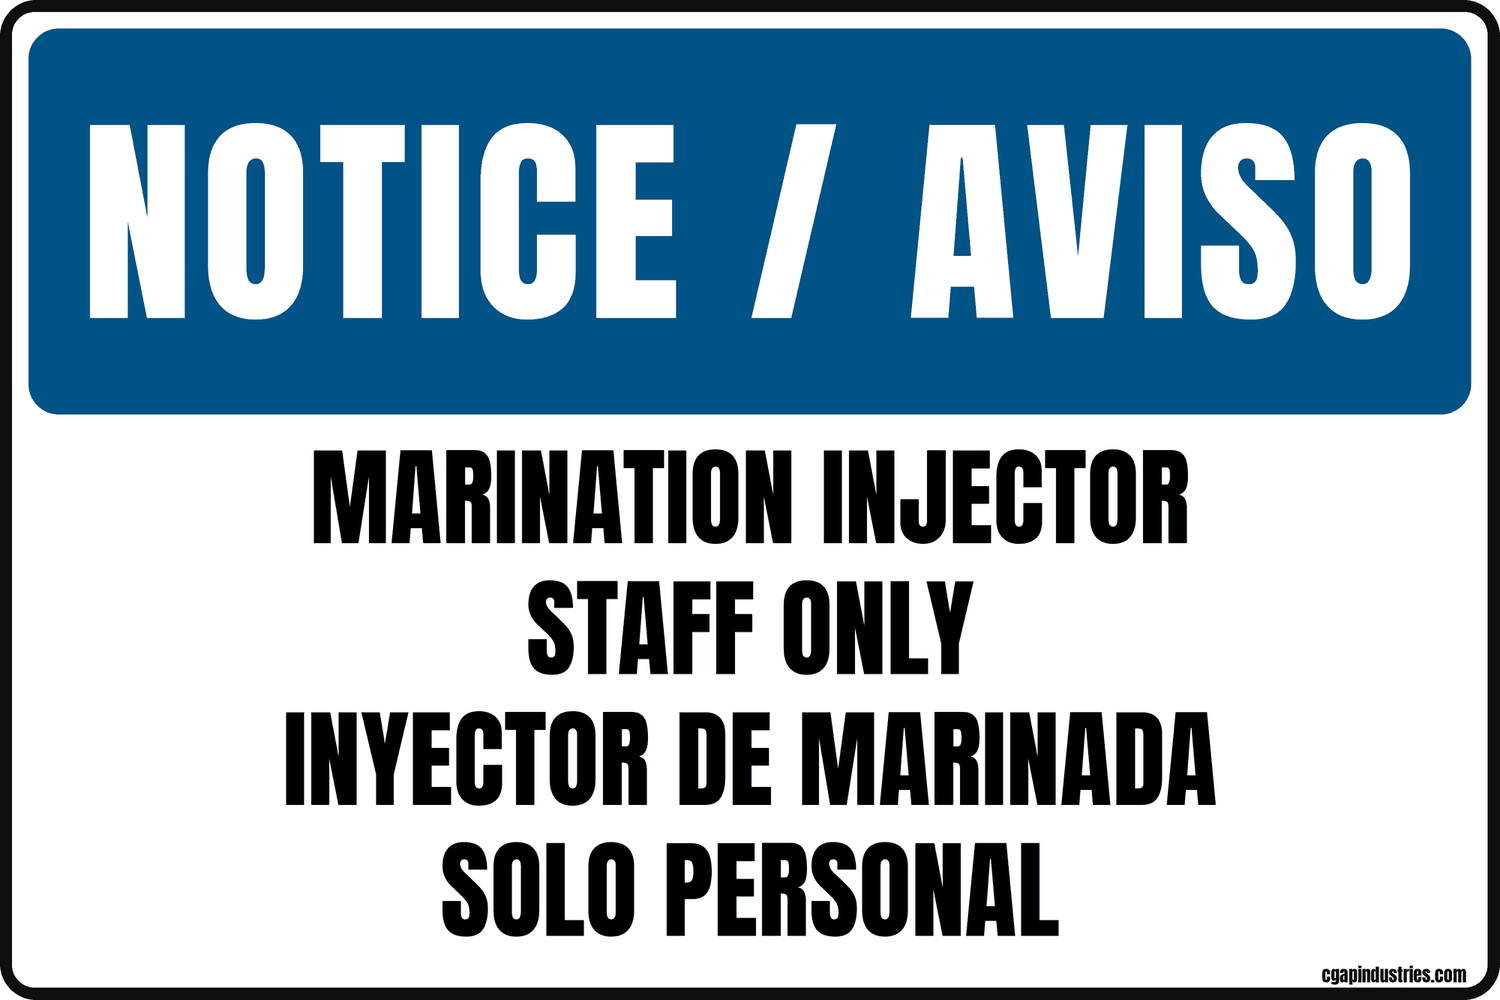 NOTICE / AVISO
MARINATION INJECTOR
STAFF ONLY
INYECTOR DE MARINADA
SOLO PERSONAL
cgapindustries.com